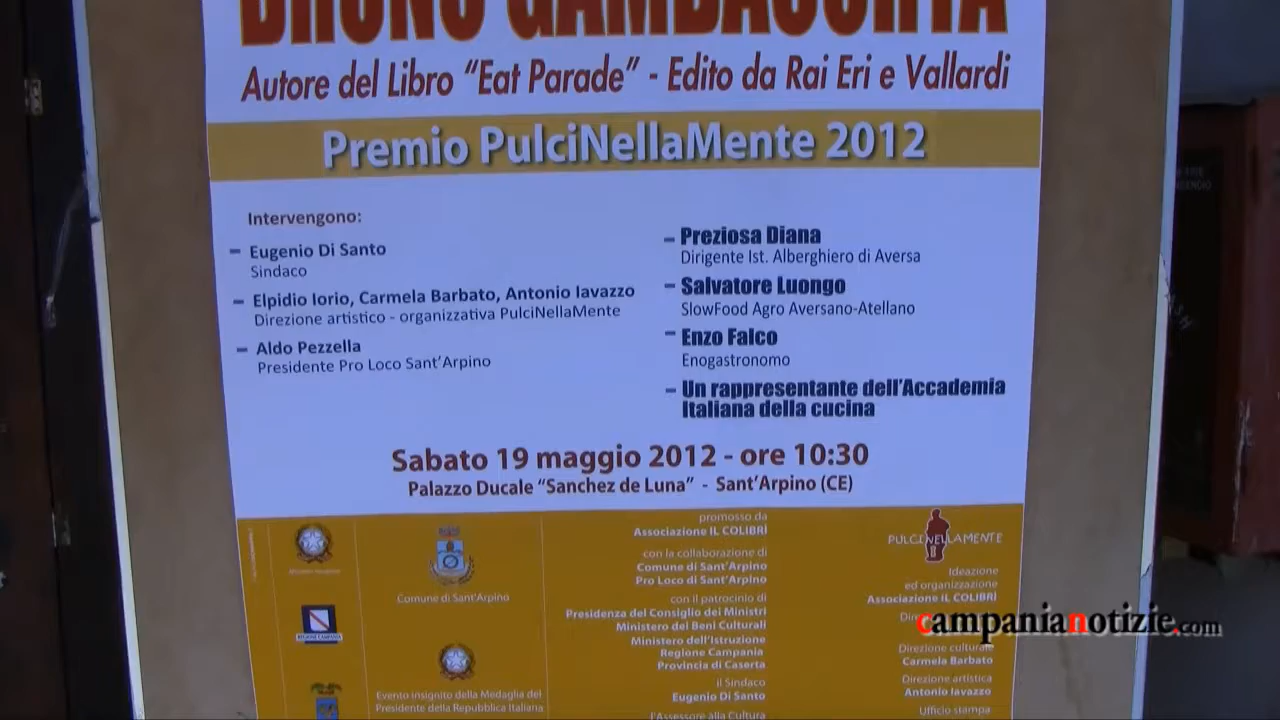 BRUNO GAMBACORTA
Autore del Libro "Eat Parade" - Edito da Rai Eri e Vallardi
Premio PulciNellaMente 2012
Intervengono:
– Eugenio Di Santo
Sindaco
– Elpidio Iorio, Carmela Barbato, Antonio Iavazzo
Direzione artistico - organizzativa PulciNellaMente
– Aldo Pezzella
Presidente Pro Loco Sant'Arpino
– Preziosa Diana
Dirigente Ist. Alberghiero di Aversa
– Salvatore Luongo
SlowFood Agro Aversano-Atellano
– Enzo Falco
Enogastronomo
– Un rappresentante dell'Accademia
Italiana della cucina
Sabato 19 maggio 2012 - ore 10:30
Palazzo Ducale "Sanchez de Luna" - Sant'Arpino (CE)
REGIONE CAMPANIA
Comune di Sant'Arpino
Evento insignito della Medaglia del
Presidente della Repubblica Italiana
promosso da
Associazione IL COLIBRÌ
con la collaborazione di
Comune di Sant'Arpino
Pro Loco di Sant'Arpino
con il patrocinio di
Presidenza del Consiglio dei Ministri
Ministero dei Beni Culturali
Ministero dell'Istruzione
Regione Campania
Provincia di Caserta
il Sindaco
Eugenio Di Santo
l'Assessore alla Cultura
PULCINELLAMENTE
Ideazione
ed organizzazione
Associazione IL COLIBRÌ
campanianotizie.com
Direzione culturale
Carmela Barbato
Direzione artistica
Antonio Iavazzo
Ufficio stampa